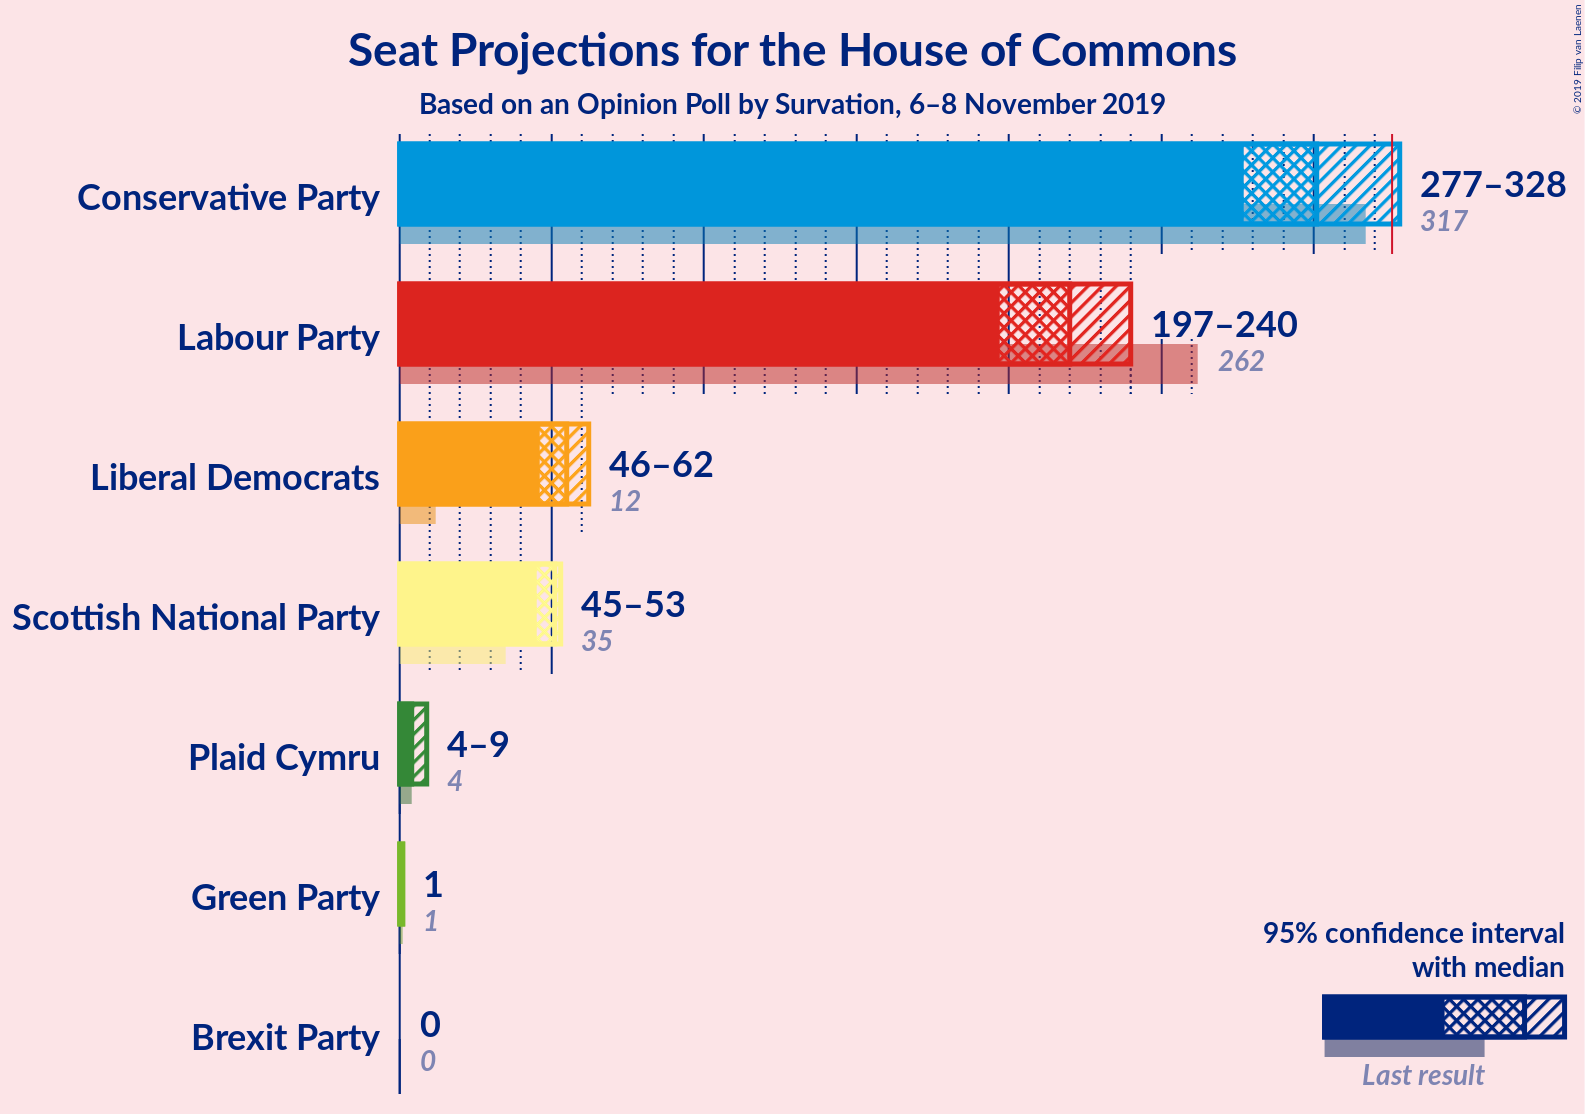 Seat Projections for the House of Commons
Based on an Opinion Poll by Survation, 6–8 November 2019
© 2019 Filip van Laenen
Conservative Party
277–328
317
Labour Party
197–240
262
Liberal Democrats
46–62
12
Scottish National Party
45–53
35
Plaid Cymru
4–9
4
Green Party
1
1
Brexit Party
0
0
95% confidence interval
with median
Last result